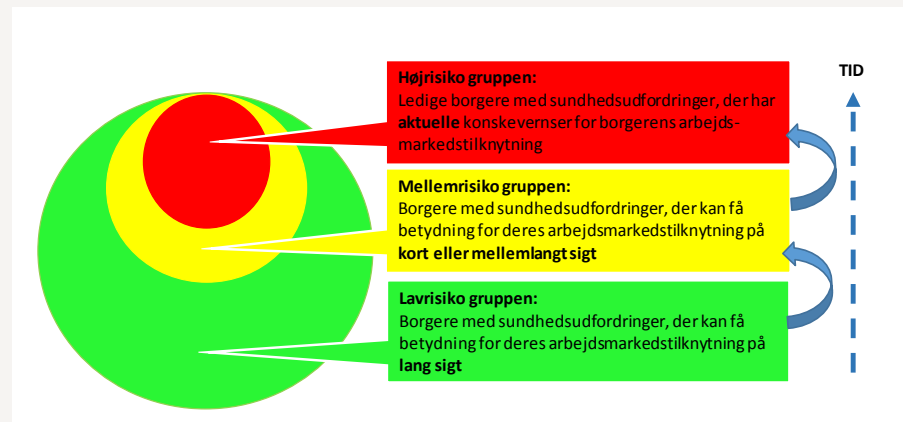 Højrisiko gruppen:
Ledige borgere med sundhedsudfordringer, der har
aktuelle konskevernser for borgerens arbejds-
markedstilknytning
TID
Mellemrisiko gruppen:
Borgere med sundhedsudfordringer, der kan få
betydning for deres arbejdsmarkedstilknytning på
kort eller mellemlangt sigt
Lavrisiko gruppen:
Borgere med sundhedsudfordringer, der kan få
betydning for deres arbejdsmarkedstilknytning på
lang sigt